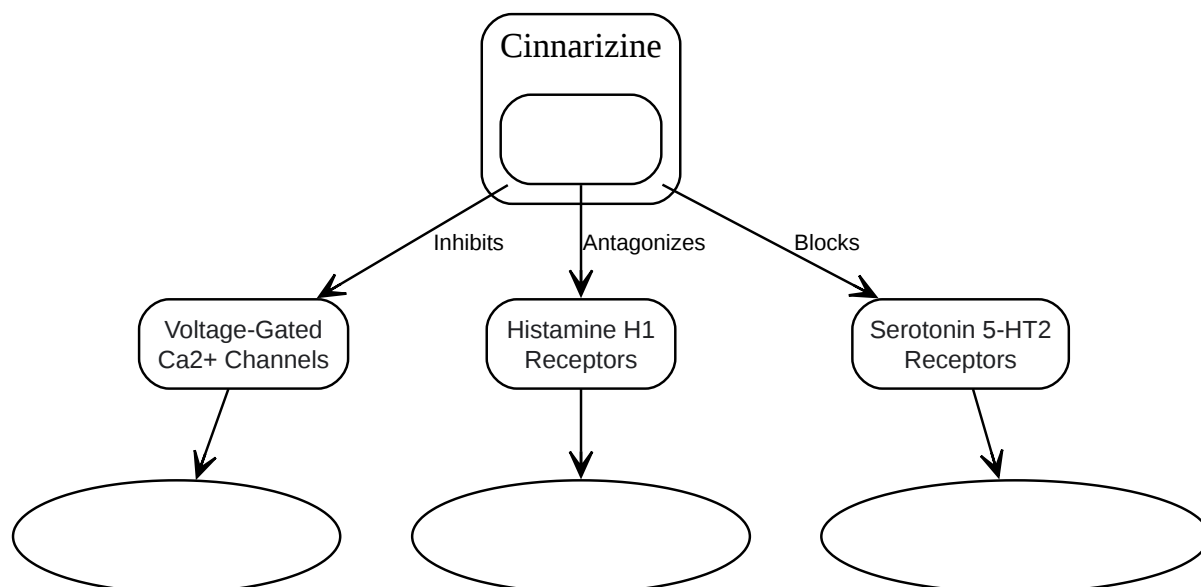 Cinnarizine
Inhibits
Antagonizes
Blocks
Voltage-Gated
Ca2+ Channels
Histamine H1
Receptors
Serotonin 5-HT2
Receptors